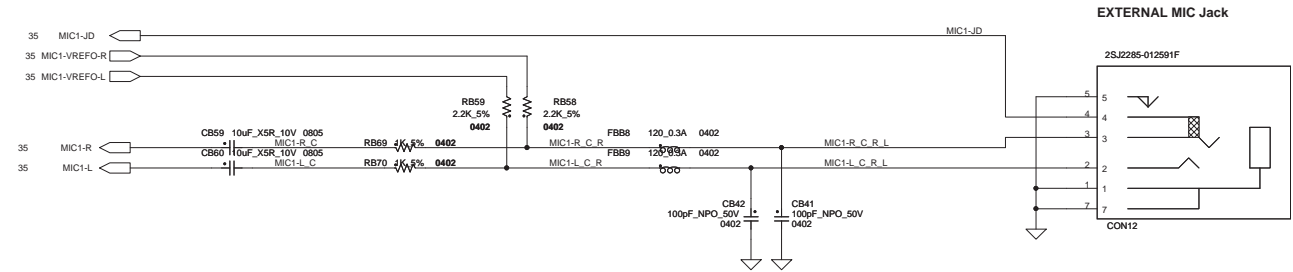 EXTERNAL MIC Jack
35 MIC1-JD
MIC1-JD
35 MIC1-VREFO-R
2SJ2285-012591F
35 MIC1-VREFO-L
RB59
2.2K_5%
0402
RB58
2.2K_5%
0402
5 5
4 4
3 3
2 2
1 1
7 7
CB59 10uF_X5R_10V 0805
FBB8 120_0.3A 0402
35 MIC1-R
MIC1-R_C
RB69 1K_5% 0402
MIC1-R_C_R
MIC1-R_C_R_L
CB60 10uF_X5R_10V 0805
FBB9 120_0.3A 0402
35 MIC1-L
MIC1-L_C
RB70 1K_5% 0402
MIC1-L_C_R
MIC1-L_C_R_L
CB42
100pF_NPO_50V
0402
CB41
100pF_NPO_50V
0402
CON12